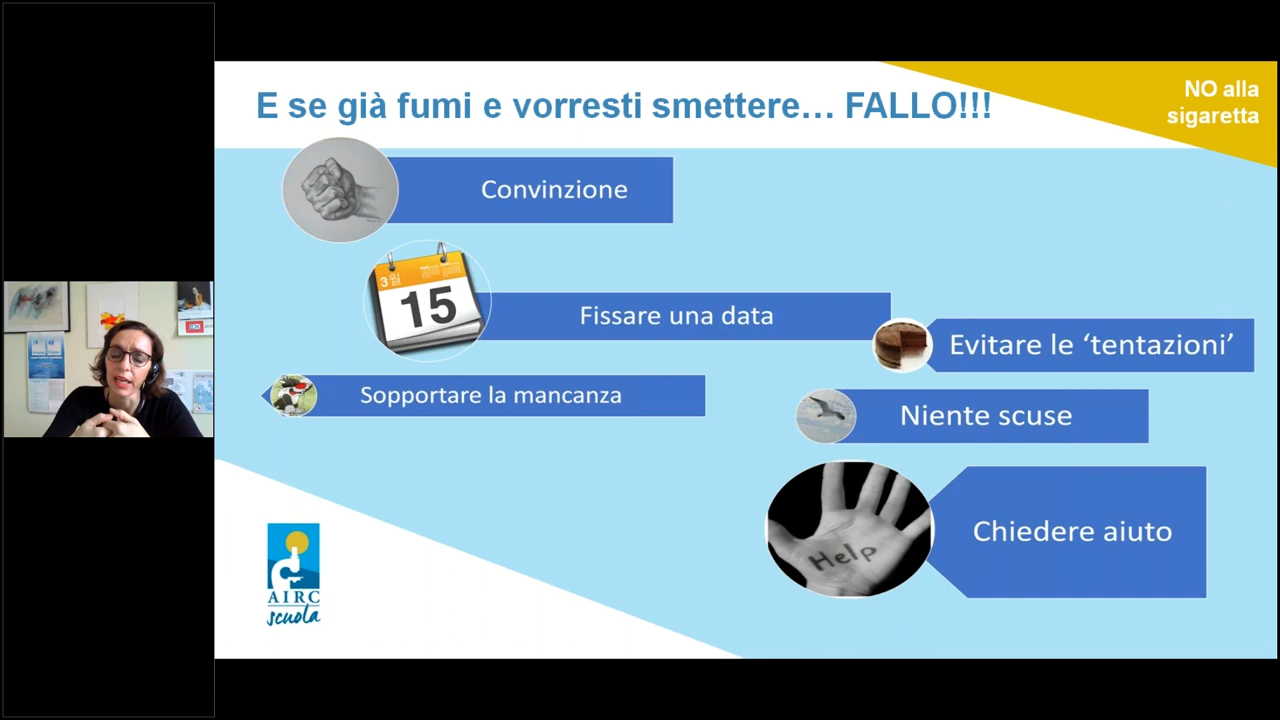 E se già fumi e vorresti smettere… FALLO!!!
NO alla
sigaretta
Convinzione
15
Fissare una data
Evitare le ‘tentazioni’
Sopportare la mancanza
Niente scuse
Help
Chiedere aiuto
AIRC
scuola